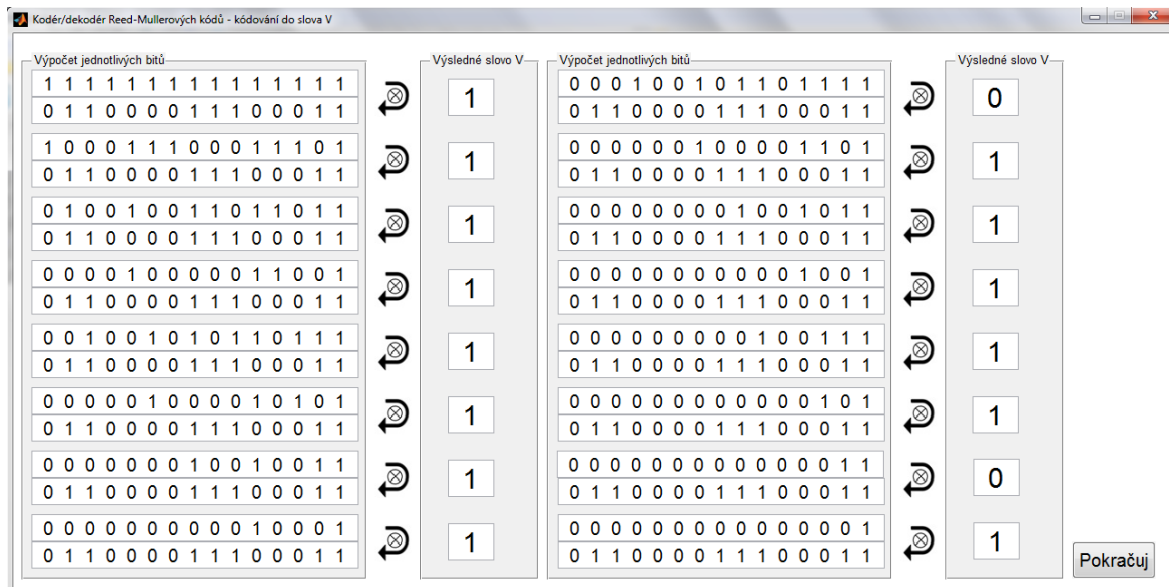 Kodér/dekodér Reed-Mullerových kódů - kódování do slova V
Výpočet jednotlivých bitů
Výsledné slovo V
1 1 1 1 1 1 1 1 1 1 1 1 1 1 1
0 1 1 0 0 0 0 1 1 1 0 0 0 1 1
1
1 0 0 0 1 1 1 0 0 0 1 1 1 0 1
0 1 1 0 0 0 0 1 1 1 0 0 0 1 1
1
0 1 0 0 1 0 0 1 1 0 1 1 0 1 1
0 1 1 0 0 0 0 1 1 1 0 0 0 1 1
1
0 0 0 0 1 0 0 0 0 0 1 1 0 0 1
0 1 1 0 0 0 0 1 1 1 0 0 0 1 1
1
0 0 1 0 0 1 0 1 0 1 1 0 1 1 1
0 1 1 0 0 0 0 1 1 1 0 0 0 1 1
1
0 0 0 0 0 1 0 0 0 0 1 0 1 0 1
0 1 1 0 0 0 0 1 1 1 0 0 0 1 1
1
0 0 0 0 0 0 0 1 0 0 1 0 0 1 1
0 1 1 0 0 0 0 1 1 1 0 0 0 1 1
1
0 0 0 0 0 0 0 0 0 0 1 0 0 0 1
0 1 1 0 0 0 0 1 1 1 0 0 0 1 1
1
Výpočet jednotlivých bitů
Výsledné slovo V
0 0 0 1 0 0 1 0 1 1 0 1 1 1 1
0 1 1 0 0 0 0 1 1 1 0 0 0 1 1
0
0 0 0 0 0 0 1 0 0 0 0 1 1 0 1
0 1 1 0 0 0 0 1 1 1 0 0 0 1 1
1
0 0 0 0 0 0 0 0 1 0 0 1 0 1 1
0 1 1 0 0 0 0 1 1 1 0 0 0 1 1
1
0 0 0 0 0 0 0 0 0 0 0 1 0 0 1
0 1 1 0 0 0 0 1 1 1 0 0 0 1 1
1
0 0 0 0 0 0 0 0 0 1 0 0 1 1 1
0 1 1 0 0 0 0 1 1 1 0 0 0 1 1
1
0 0 0 0 0 0 0 0 0 0 0 0 1 0 1
0 1 1 0 0 0 0 1 1 1 0 0 0 1 1
1
0 0 0 0 0 0 0 0 0 0 0 0 0 1 1
0 1 1 0 0 0 0 1 1 1 0 0 0 1 1
0
0 0 0 0 0 0 0 0 0 0 0 0 0 0 1
0 1 1 0 0 0 0 1 1 1 0 0 0 1 1
1
Pokračuj